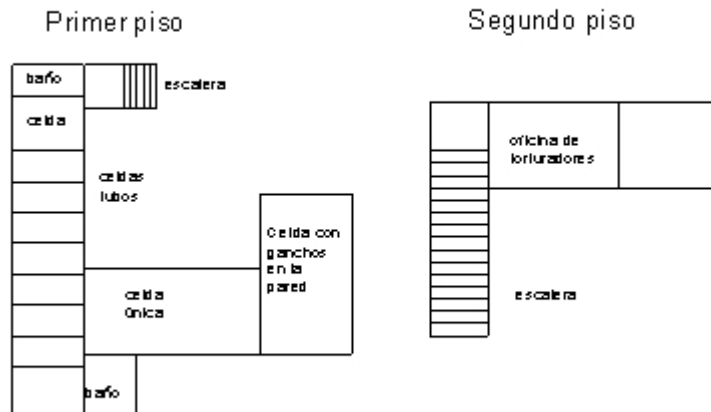 Primer piso
Segundo piso
baño
escalera
celda
oficina de
torturadores
celdas
tubos
Celda con
ganchos
en la
pared
celda
única
escalera
baño